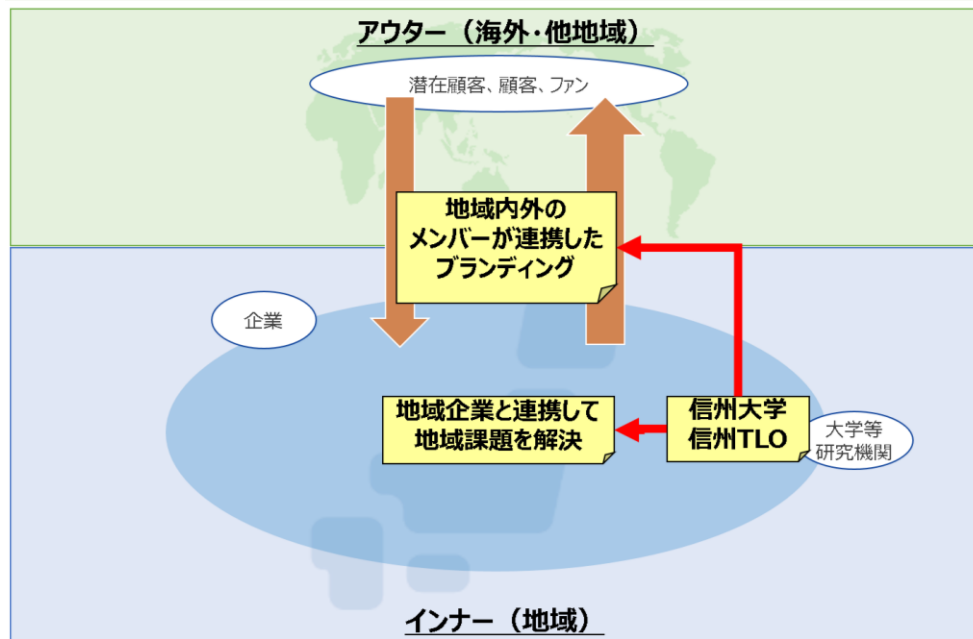 アウター（海外・他地域）
潜在顧客、顧客、ファン
地域内外の
メンバーが連携した
ブランディング
企業
地域企業と連携して
地域課題を解決
信州大学
信州TLO
大学等
研究機関
インナー（地域）